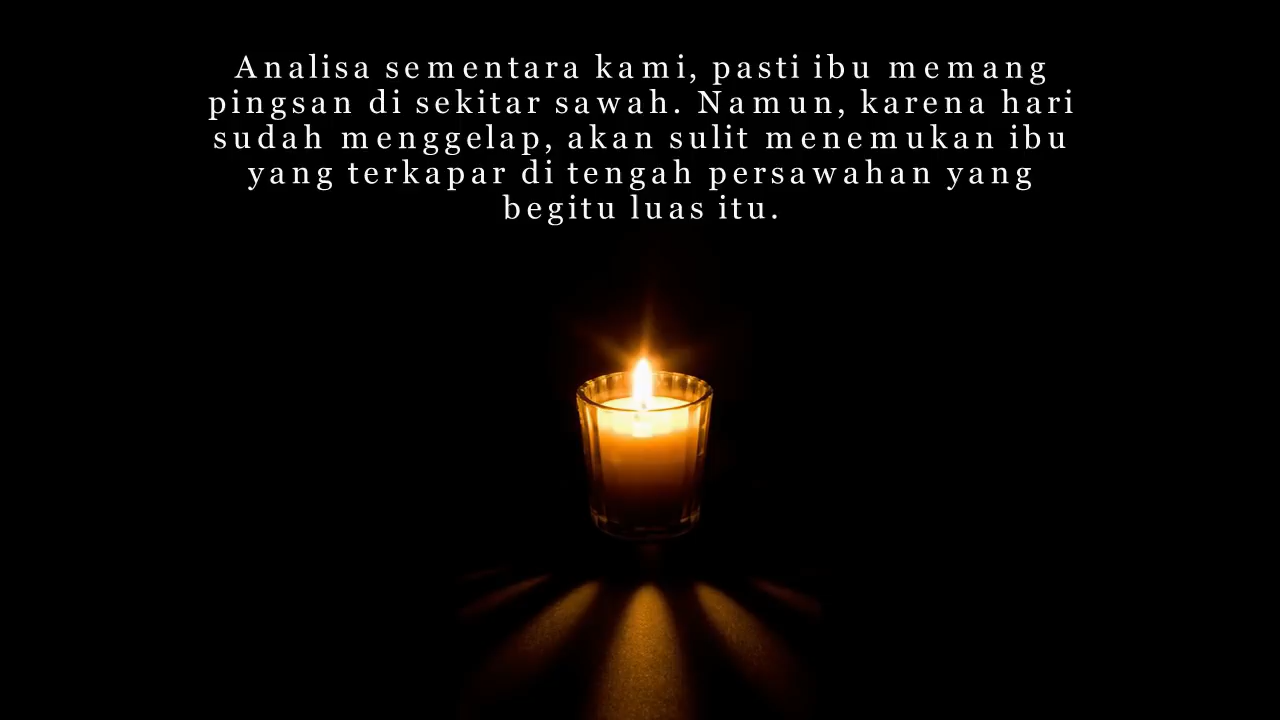 Analisa sementara kami, pasti ibu memang
pingsan di sekitar sawah. Namun, karena hari
sudah menggelap, akan sulit menemukan ibu
yang terkapar di tengah persawahan yang
begitu luas itu.